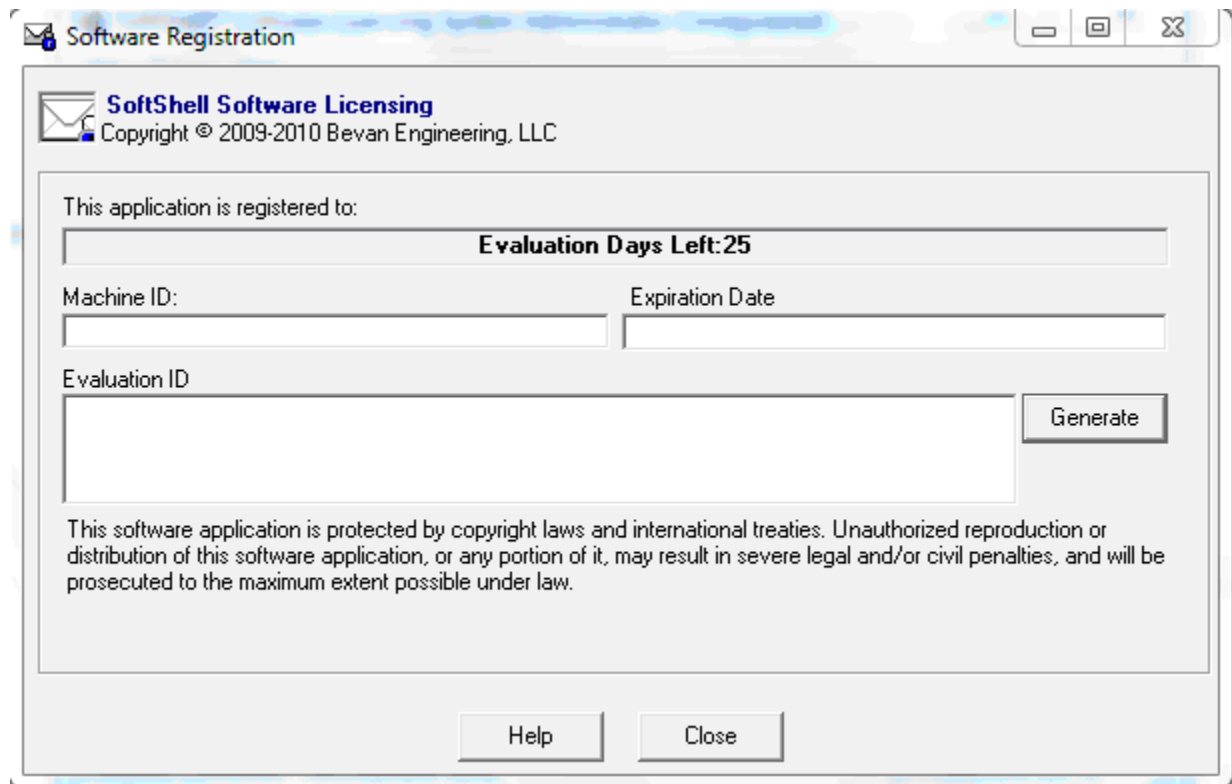 Software Registration
SoftShell Software Licensing
Copyright © 2009-2010 Bevan Engineering, LLC
This application is registered to:
Evaluation Days Left:25
Machine ID: Expiration Date
Evaluation ID
Generate
This software application is protected by copyright laws and international treaties. Unauthorized reproduction or
distribution of this software application, or any portion of it, may result in severe legal and/or civil penalties, and will be
prosecuted to the maximum extent possible under law.
Help Close